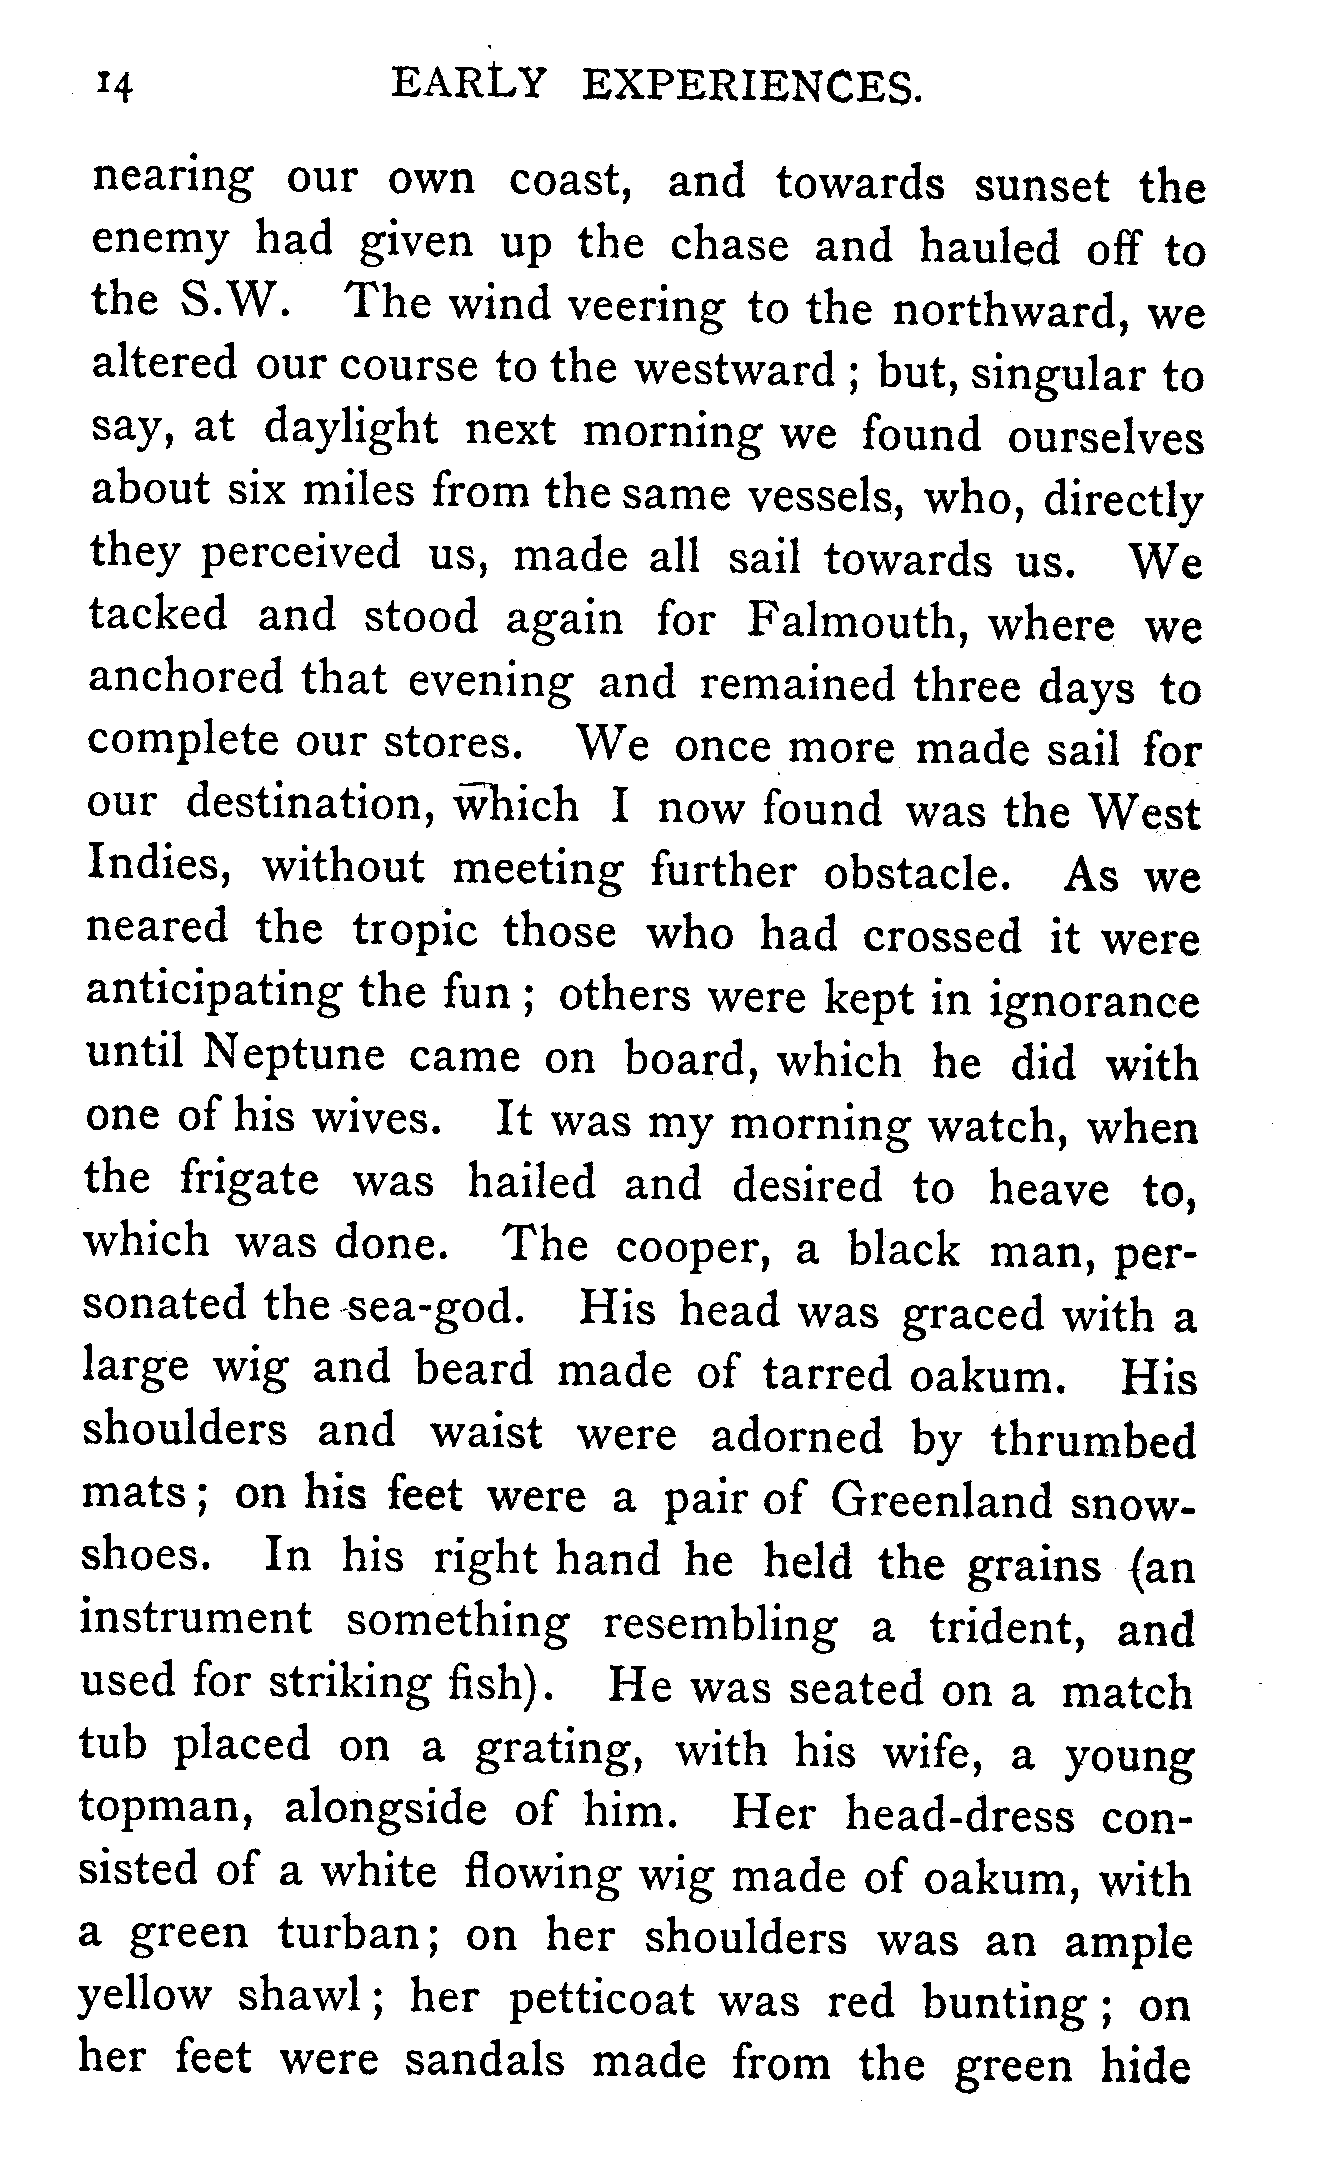 14 EARLY EXPERIENCES.
nearing our own coast, and towards sunset the
enemy had given up the chase and hauled off to
the S.W. The wind veering to the northward, we
altered our course to the westward ; but, singular to
say, at daylight next morning we found ourselves
about six miles from the same vessels, who, directly
they perceived us, made all sail towards us. We
tacked and stood again for Falmouth, where we
anchored that evening and remained three days to
complete our stores. We once more made sail for
our destination, which I now found was the West
Indies, without meeting further obstacle. As we
neared the tropic those who had crossed it were
anticipating the fun ; others were kept in ignorance
until Neptune came on board, which he did with
one of his wives. It was my morning watch, when
the frigate was hailed and desired to heave to,
which was done. The cooper, a black man, per-
sonated the sea-god. His head was graced with a
large wig and beard made of tarred oakum. His
shoulders and waist were adorned by thrumbed
mats ; on his feet were a pair of Greenland snow-
shoes. In his right hand he held the grains (an
instrument something resembling a trident, and
used for striking fish). He was seated on a match
tub placed on a grating, with his wife, a young
topman, alongside of him. Her head-dress con-
sisted of a white flowing wig made of oakum, with
a green turban ; on her shoulders was an ample
yellow shawl ; her petticoat was red bunting ; on
her feet were sandals made from the green hide